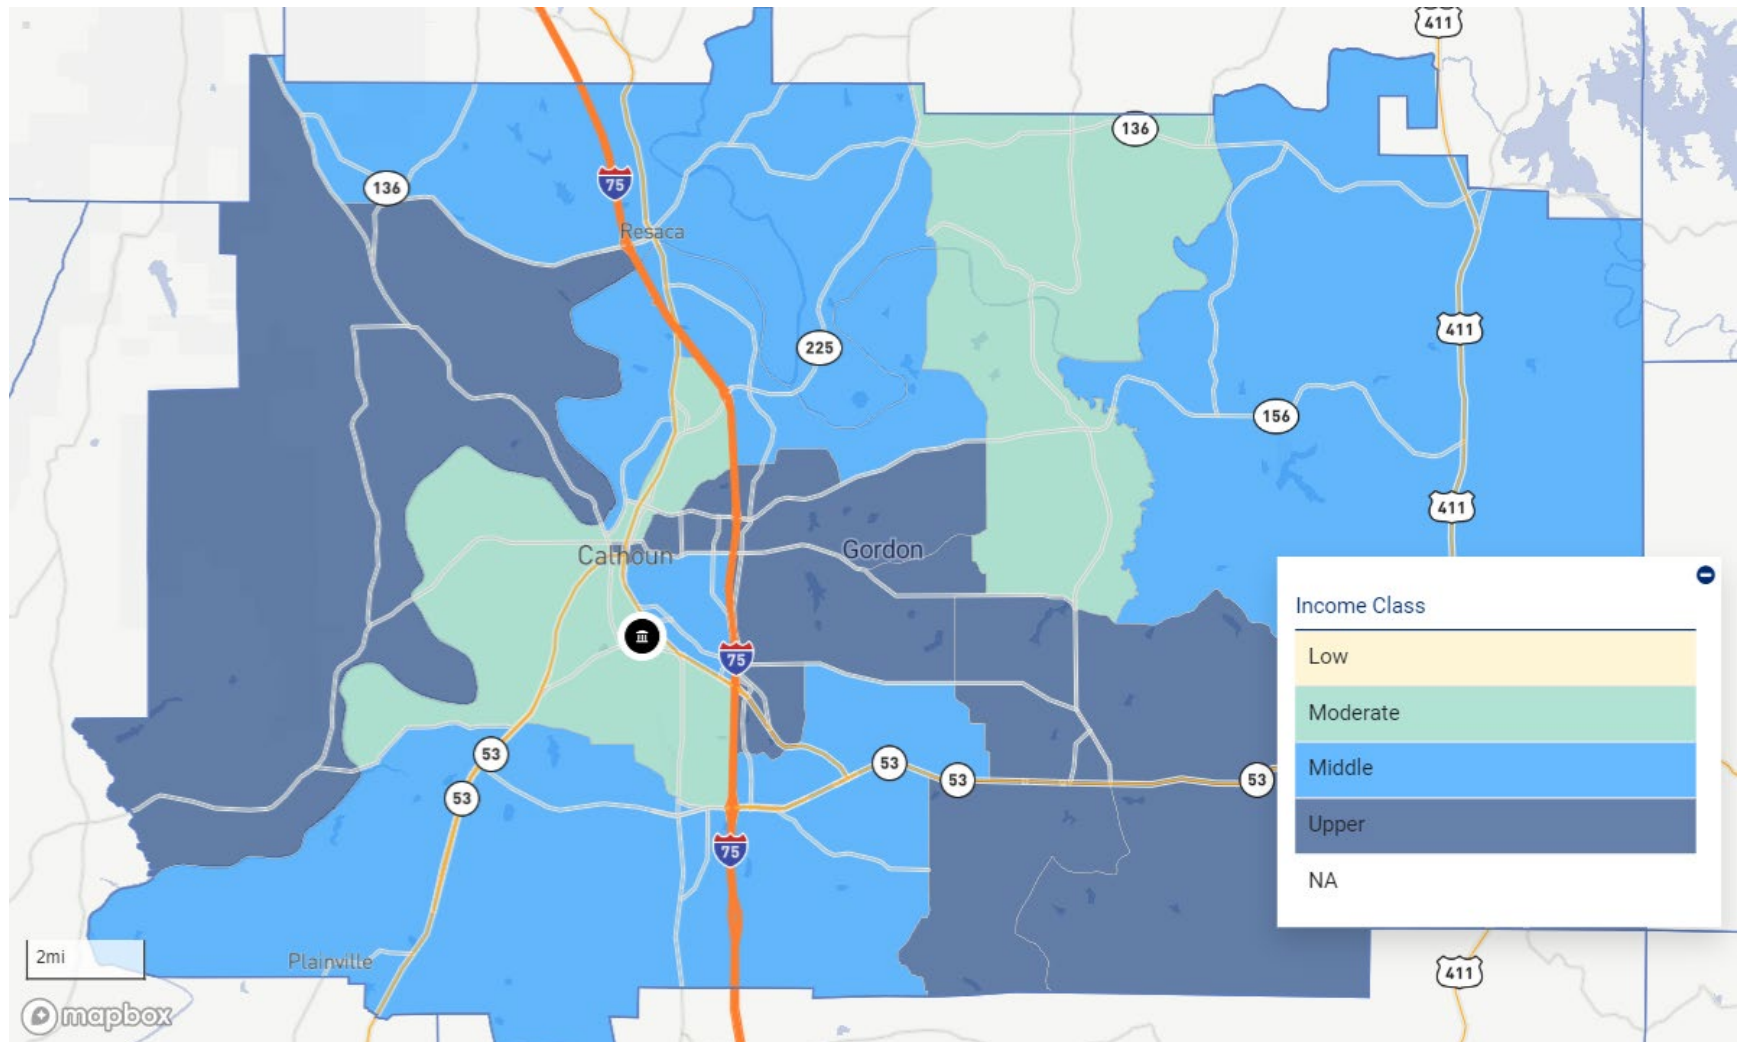 411
136
136
75
Resaca
411
225
156
411
Calhoun
Gordon
75
53
53
53
53
53
75
Plainville
411
Income Class
Low
Moderate
Middle
Upper
NA
2mi
mapbox